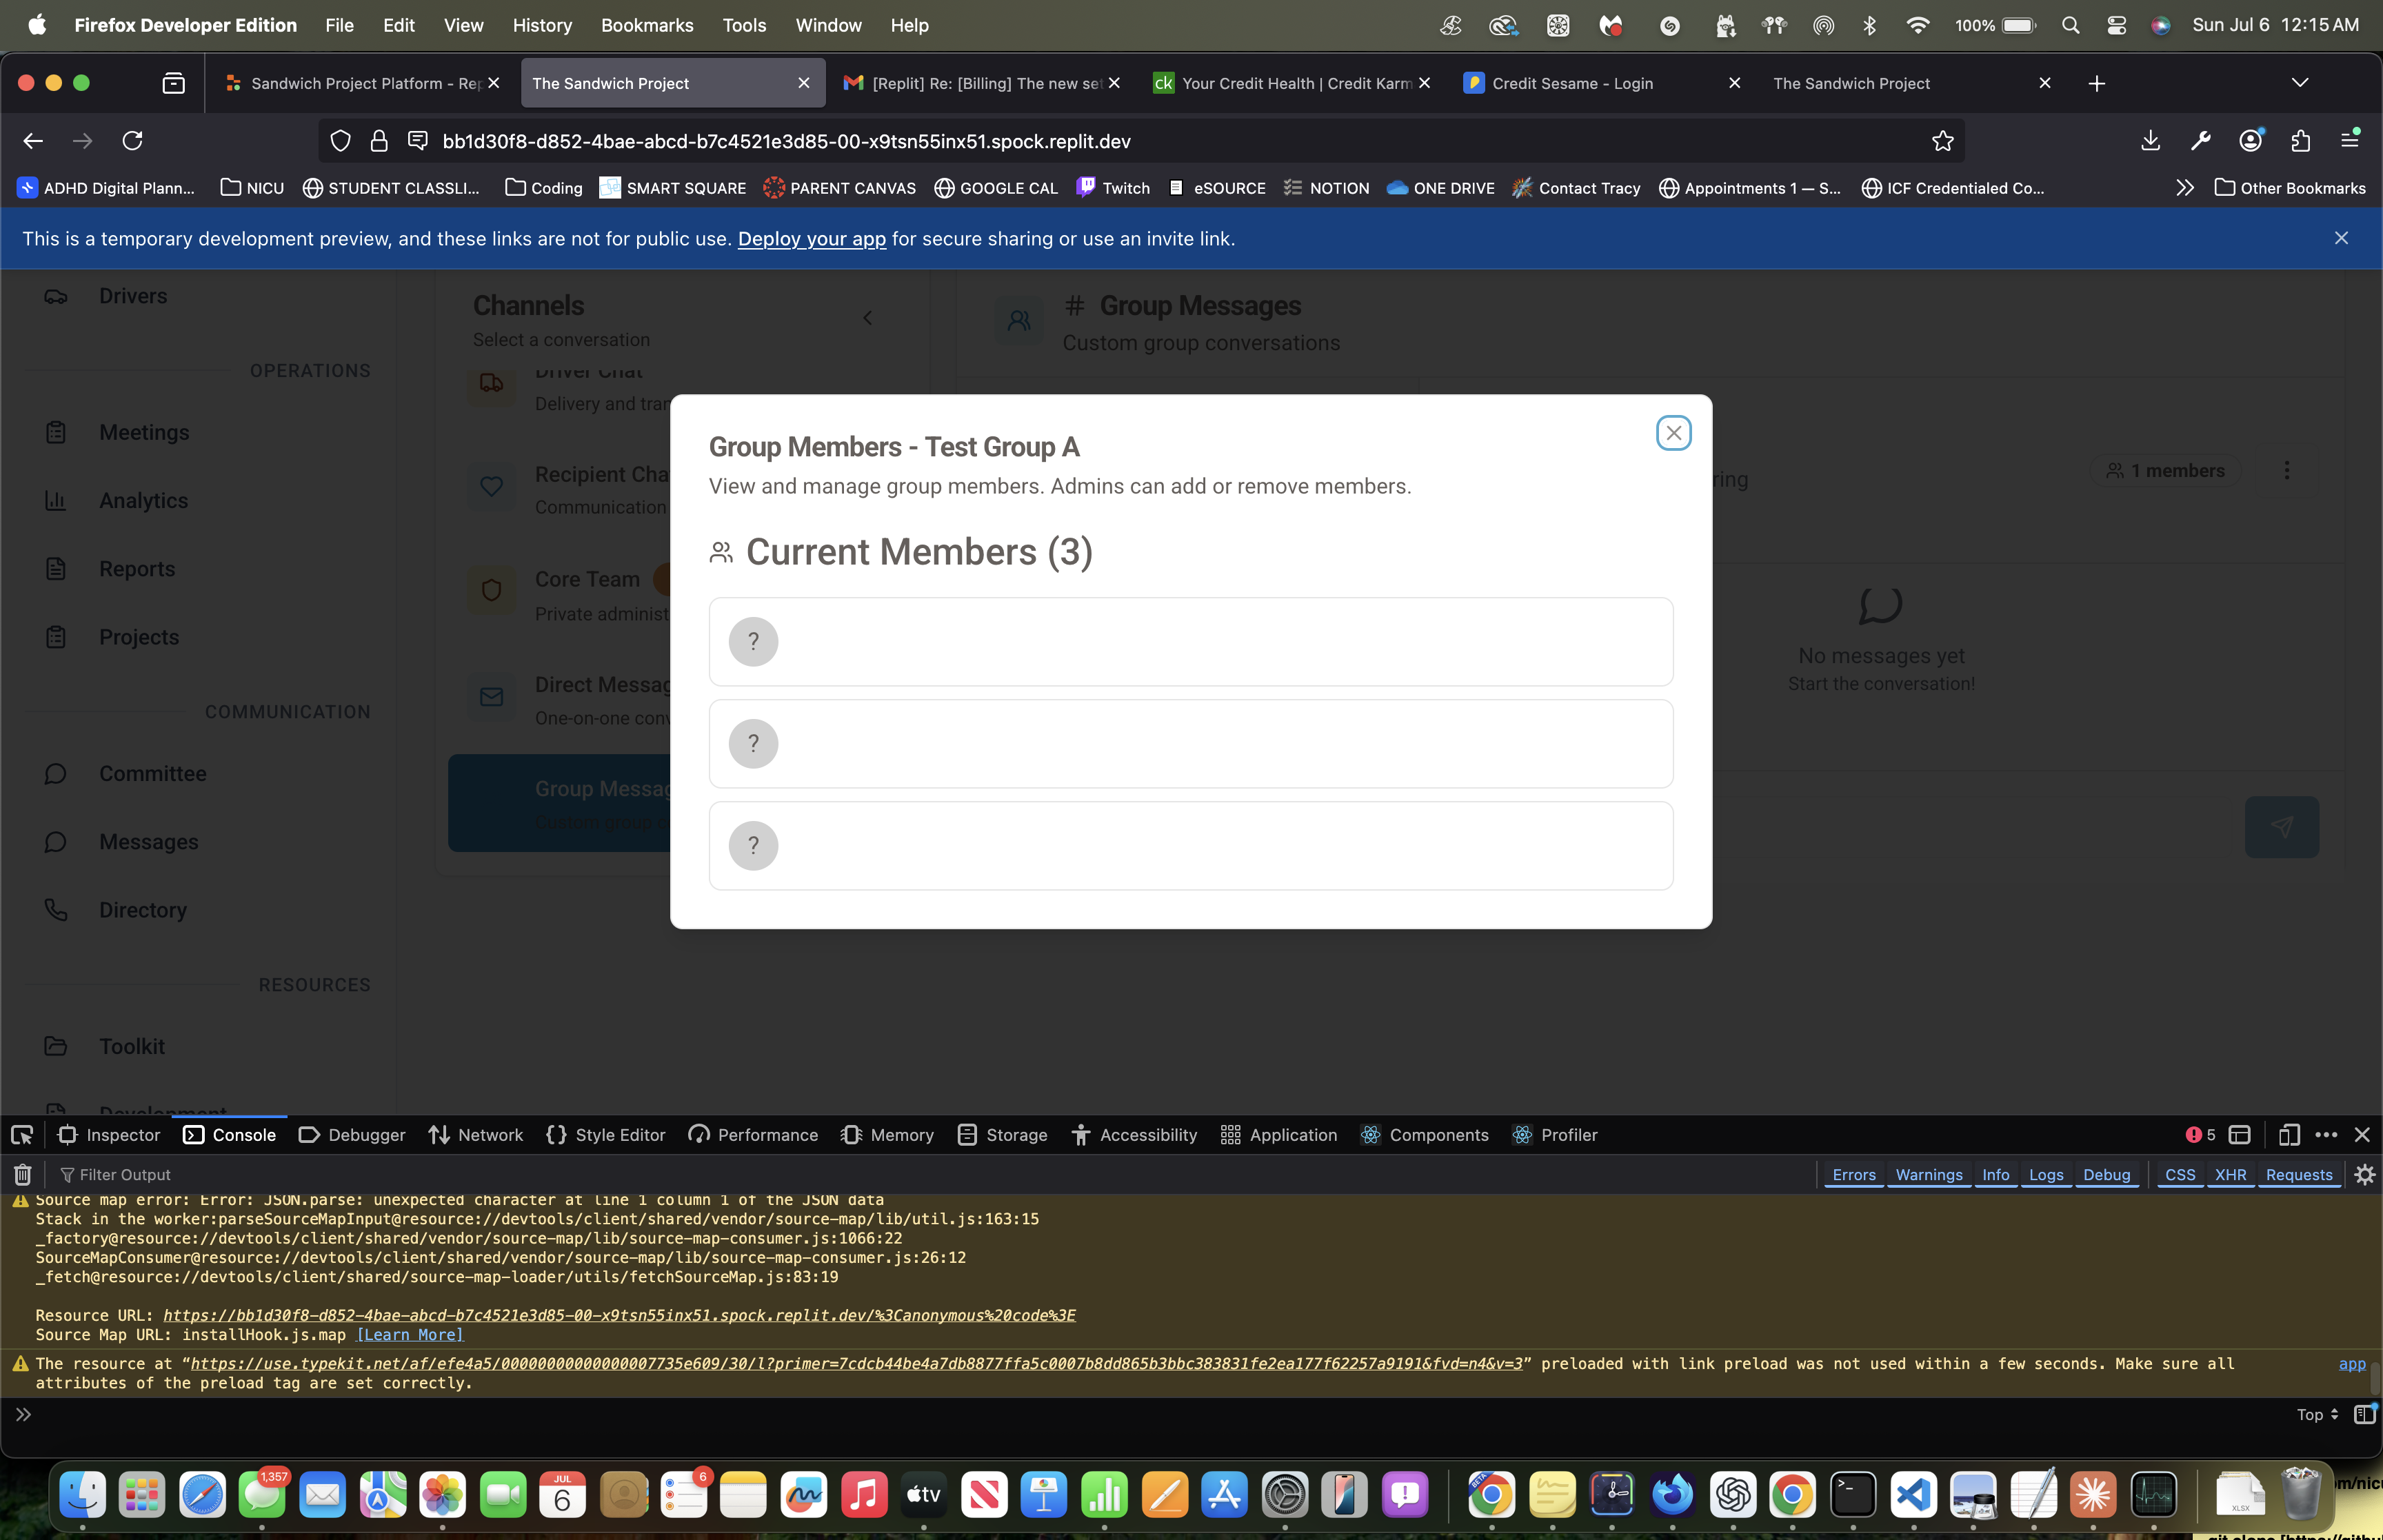 Firefox Developer Edition File Edit View History Bookmarks Tools Window Help 100% Sun Jul 6 12:15 AM
Sandwich Project Platform - Rep The Sandwich Project [Replit] Re: [Billing] The new set ck Your Credit Health | Credit Karm Credit Sesame - Login The Sandwich Project
bb1d30f8-d852-4bae-abcd-b7c4521e3d85-00-x9tsn55inx51.spock.replit.dev
ADHD Digital Plann... NICU STUDENT CLASSLI... Coding SMART SQUARE PARENT CANVAS GOOGLE CAL Twitch eSOURCE NOTION ONE DRIVE Contact Tracy Appointments 1 — S... ICF Credentialed Co... Other Bookmarks
This is a temporary development preview, and these links are not for public use. Deploy your app for secure sharing or use an invite link.
Drivers
OPERATIONS
Meetings
Analytics
Reports
Projects
COMMUNICATION
Committee
Messages
Directory
RESOURCES
Toolkit
Development
Channels
Select a conversation
Driver Chat
Delivery and tran
Recipient Cha
Communication
Core Team
Private administ
Direct Messag
One-on-one conv
Group Messag
Custom group c
# Group Messages
Custom group conversations
ring
1 members
No messages yet
Start the conversation!
Group Members - Test Group A
View and manage group members. Admins can add or remove members.
Current Members (3)
?
?
?
Inspector Console Debugger Network Style Editor Performance Memory Storage Accessibility Application Components Profiler 5
Filter Output Errors Warnings Info Logs Debug CSS XHR Requests
Source map error: Error: JSON.parse: unexpected character at line 1 column 1 of the JSON data
Stack in the worker:parseSourceMapInput@resource://devtools/client/shared/vendor/source-map/lib/util.js:163:15
_factory@resource://devtools/client/shared/vendor/source-map/lib/source-map-consumer.js:1066:22
SourceMapConsumer@resource://devtools/client/shared/vendor/source-map/lib/source-map-consumer.js:26:12
_fetch@resource://devtools/client/shared/source-map-loader/utils/fetchSourceMap.js:83:19
Resource URL: https://bb1d30f8-d852-4bae-abcd-b7c4521e3d85-00-x9tsn55inx51.spock.replit.dev/%3Canonymous%20code%3E
Source Map URL: installHook.js.map [Learn More]
The resource at “https://use.typekit.net/af/efe4a5/00000000000000007735e609/30/l?primer=7cdcb44be4a7db8877ffa5c0007b8dd865b3bbc383831fe2ea177f62257a9191&fvd=n4&v=3” preloaded with link preload was not used within a few seconds. Make sure all app
attributes of the preload tag are set correctly.
Top
1,357 JUL 6 6 tv BETA XLSX